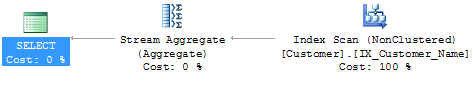 SELECT
Cost: 0 %
Stream Aggregate
(Aggregate)
Cost: 0 %
Index Scan (NonClustered)
[Customer].[IX_Customer_Name]
Cost: 100 %